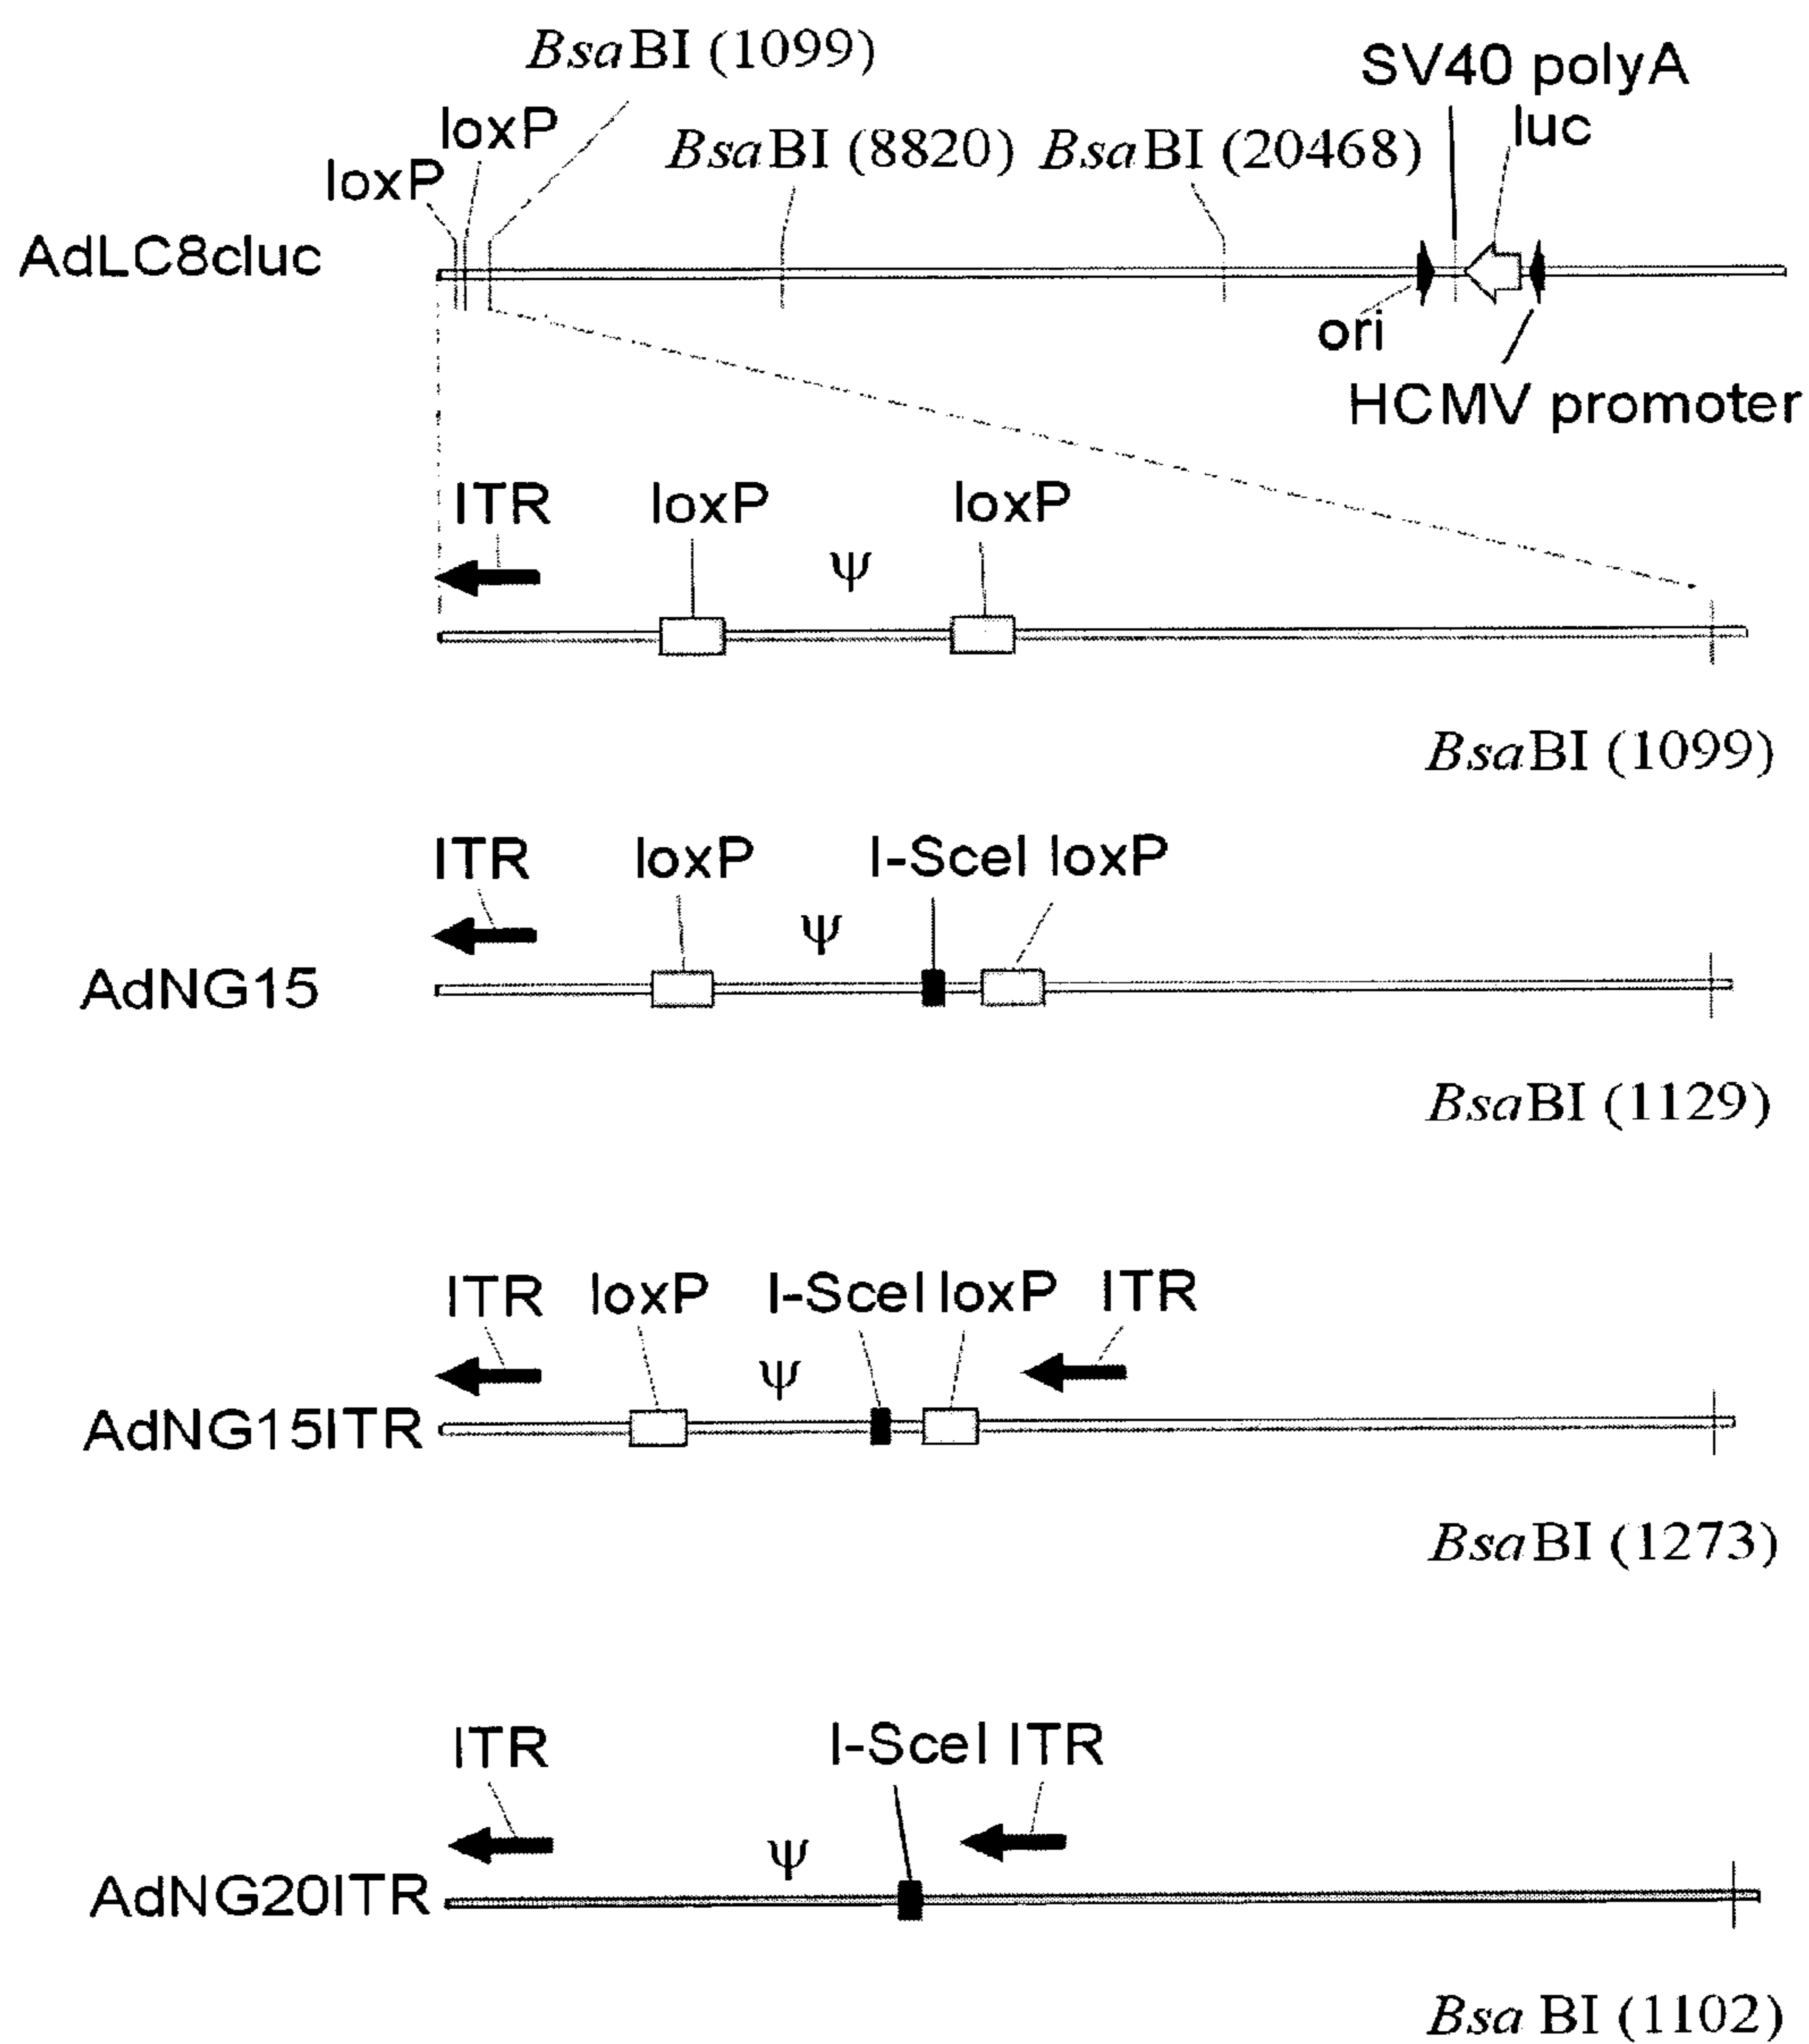 BsaBI (1099)
SV40 polyA
loxP
luc
BsaBI (8820)
BsaBI (20468)
loxP
AdLC8cluc
ori
HCMV promoter
ITR
loxP
loxP
ψ
BsaBI (1099)
ITR
loxP
I-SceI
loxP
ψ
AdNG15
BsaBI (1129)
ITR
loxP
I-SceI
loxP
ITR
ψ
AdNG15ITR
BsaBI (1273)
ITR
I-SceI
ITR
ψ
AdNG20ITR
Bsa BI (1102)